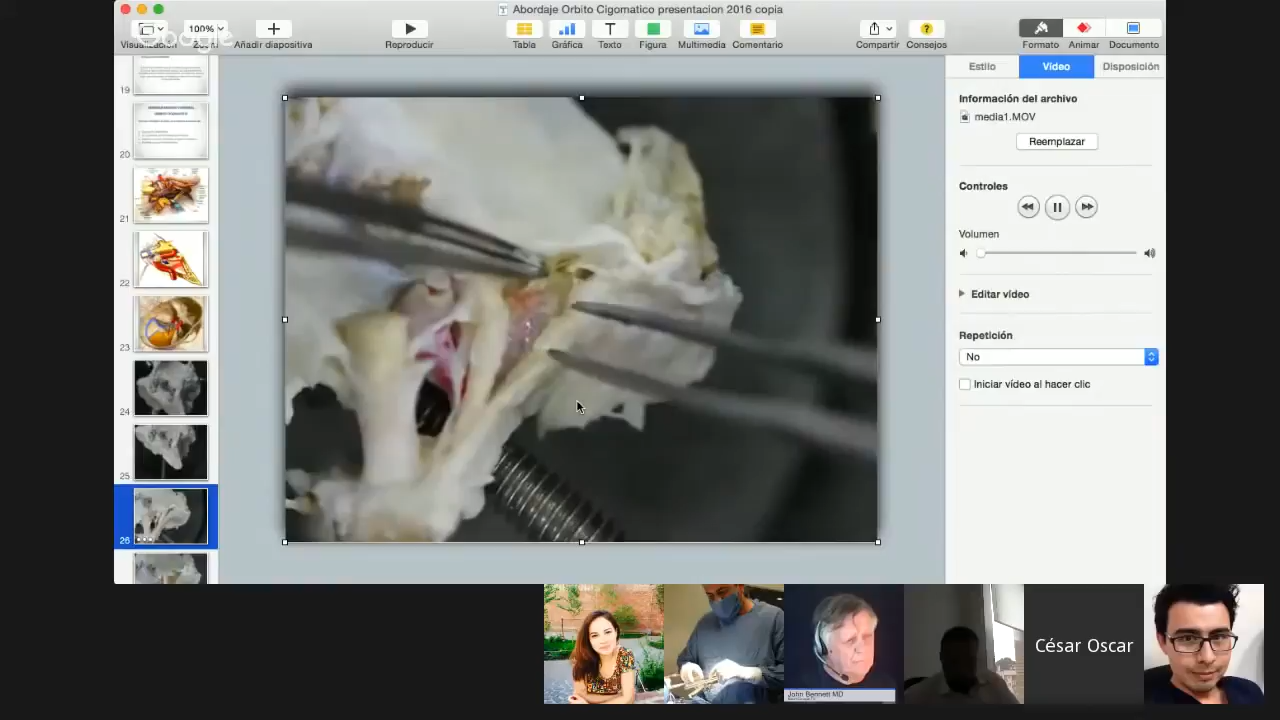 Abordaje Orbito Cigomatico presentacion 2016 copia
100%
Google
Visualización Zoom Añadir diapositiva Reproducir Tabla Gráfica Texto Figura Multimedia Comentario Compartir Consejos Formato Animar Documento
Estilo Vídeo Disposición
Información del archivo
media1.MOV
Reemplazar
Controles
Volumen
Editar vídeo
Repetición
No
Iniciar vídeo al hacer clic
19
20
21
22
23
24
25
26
César Oscar
John Bennett MD